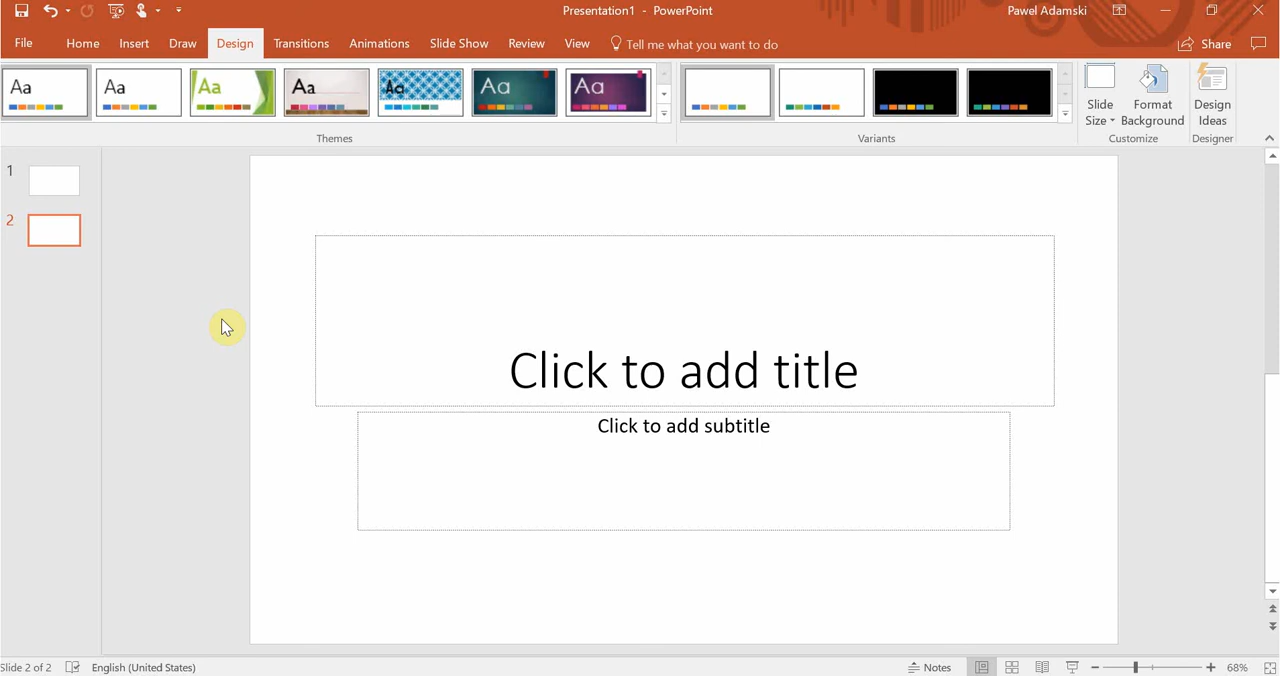 Presentation1 - PowerPoint
Pawel Adamski
File Home Insert Draw Design Transitions Animations Slide Show Review View Tell me what you want to do Share
Aa Aa Aa Aa Aa Aa Aa
Slide Size
Format Background
Design Ideas
Themes Variants Customize Designer
1
2
Click to add title
Click to add subtitle
Slide 2 of 2 English (United States) Notes 68%